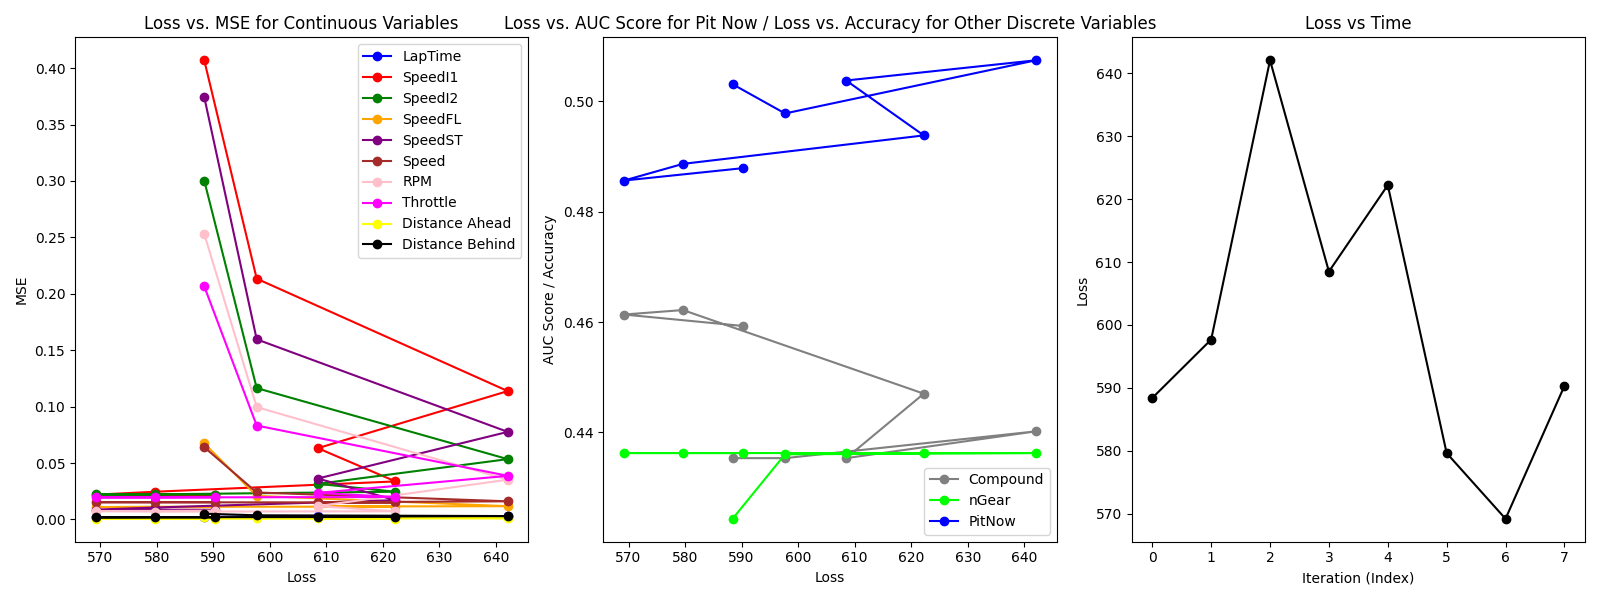 Loss vs. MSE for Continuous Variables
0.40
0.35
0.30
0.25
0.20
0.15
0.10
0.05
0.00
MSE
570 580 590 600 610 620 630 640
Loss
LapTime
SpeedI1
SpeedI2
SpeedFL
SpeedST
Speed
RPM
Throttle
Distance Ahead
Distance Behind
Loss vs. AUC Score for Pit Now / Loss vs. Accuracy for Other Discrete Variables
0.50
0.48
0.46
0.44
AUC Score / Accuracy
570 580 590 600 610 620 630 640
Loss
Compound
nGear
PitNow
Loss vs Time
640
630
620
610
600
590
580
570
Loss
0 1 2 3 4 5 6 7
Iteration (Index)